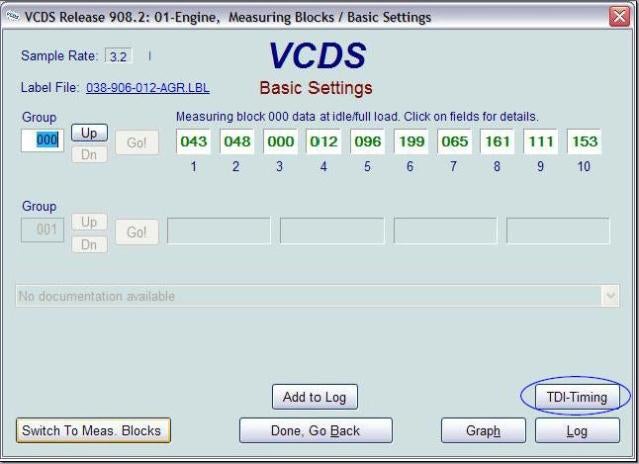 VCDS Release 908.2: 01-Engine, Measuring Blocks / Basic Settings
Sample Rate: 3.2
VCDS
Label File: 038-906-012-AGR.LBL
Basic Settings
Group
Measuring block 000 data at idle/full load. Click on fields for details.
000 Up Dn Go! 043 048 000 012 096 199 065 161 111 153
1 2 3 4 5 6 7 8 9 10
Group
001 Up Dn Go!
No documentation available
Add to Log TDI-Timing
Switch To Meas. Blocks Done, Go Back Graph Log